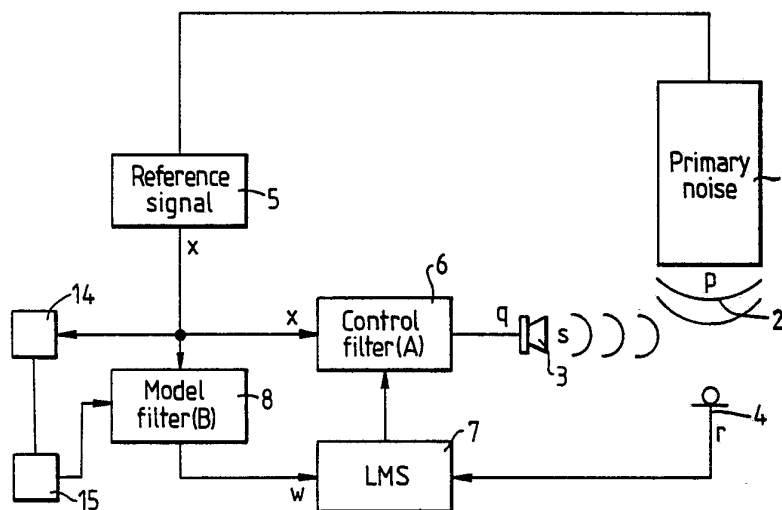 Primary
noise
Reference
signal
5
x
14
6
x
Control
filter(A)
q
s
3
p
2
Model
filter(B)
8
4
r
7
LMS
w
15